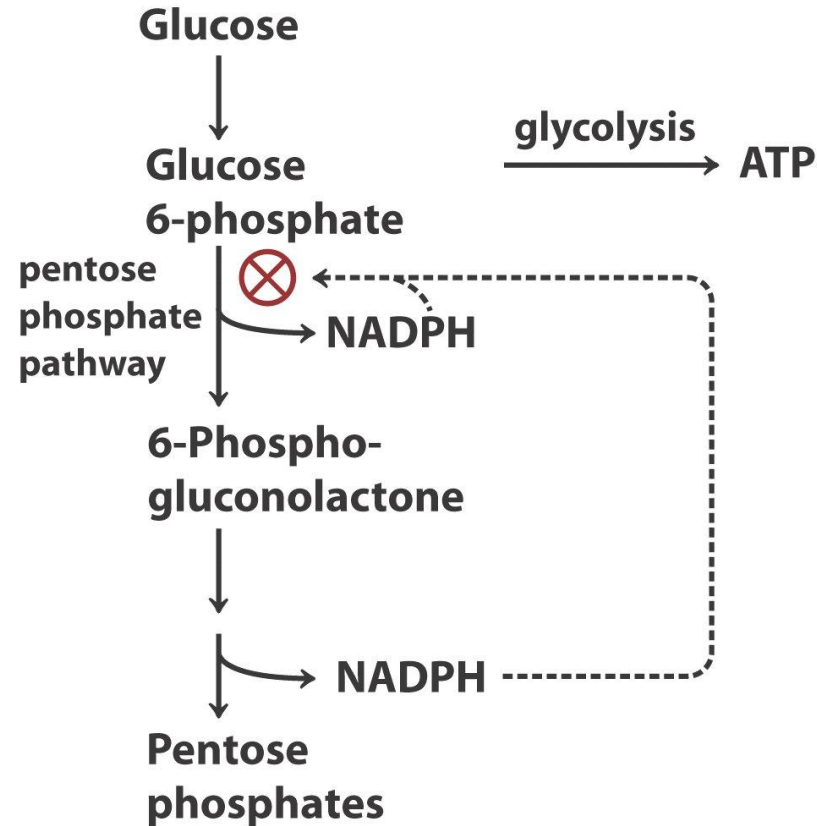 Glucose
glycolysis
ATP
Glucose
6-phosphate
pentose
phosphate
pathway
NADPH
6-Phospho-
gluconolactone
NADPH
Pentose
phosphates